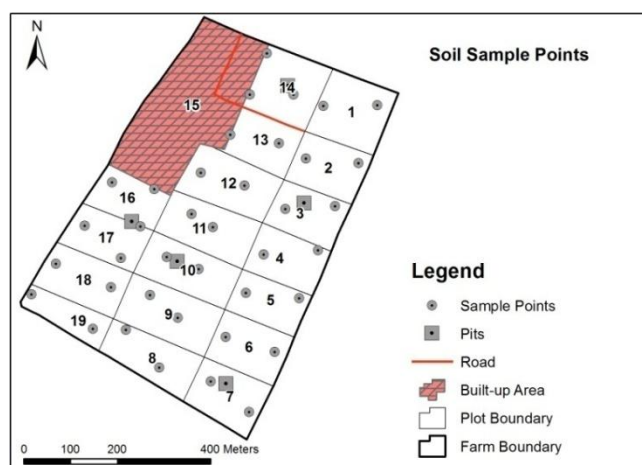 N
Soil Sample Points
14
1
15
13
2
12
16
3
11
17
4
10
18
5
9
19
6
8
7
Legend
Sample Points
Pits
Road
Built-up Area
Plot Boundary
Farm Boundary
0 100 200 400 Meters